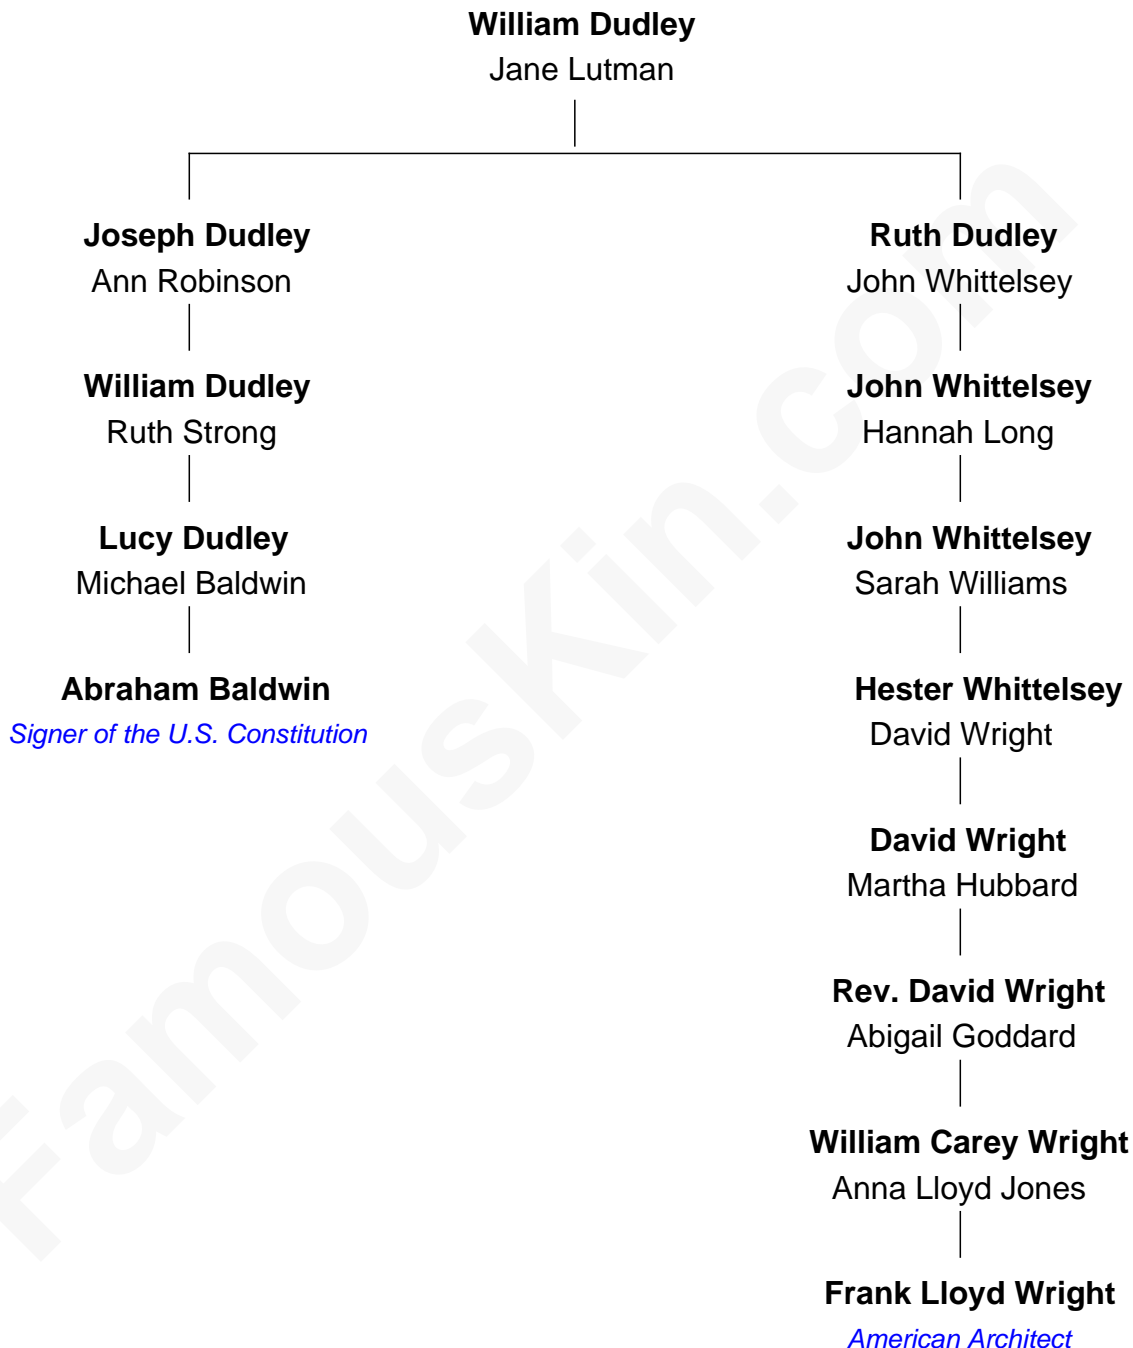 William Dudley
Jane Lutman
Joseph Dudley
Ann Robinson
William Dudley
Ruth Strong
Lucy Dudley
Michael Baldwin
Abraham Baldwin
Signer of the U.S. Constitution
Ruth Dudley
John Whittelsey
John Whittelsey
Hannah Long
John Whittelsey
Sarah Williams
Hester Whittelsey
David Wright
David Wright
Martha Hubbard
Rev. David Wright
Abigail Goddard
William Carey Wright
Anna Lloyd Jones
Frank Lloyd Wright
American Architect
FamousKin.com